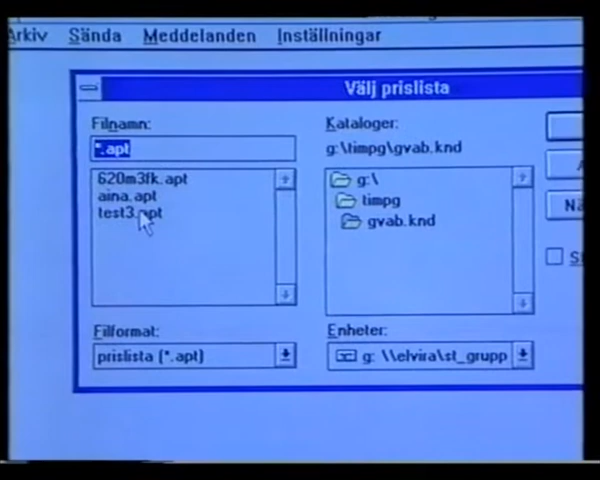 Arkiv Sända Meddelanden Inställningar
Välj prislista
Filnamn:
*.apt
620m3fk.apt
aina.apt
test3.apt
Filformat:
prislista (*.apt)
Kataloger:
g:\timpg\gvab.knd
g:\
timpg
gvab.knd
Enheter:
g: \\elvira\st_grupp